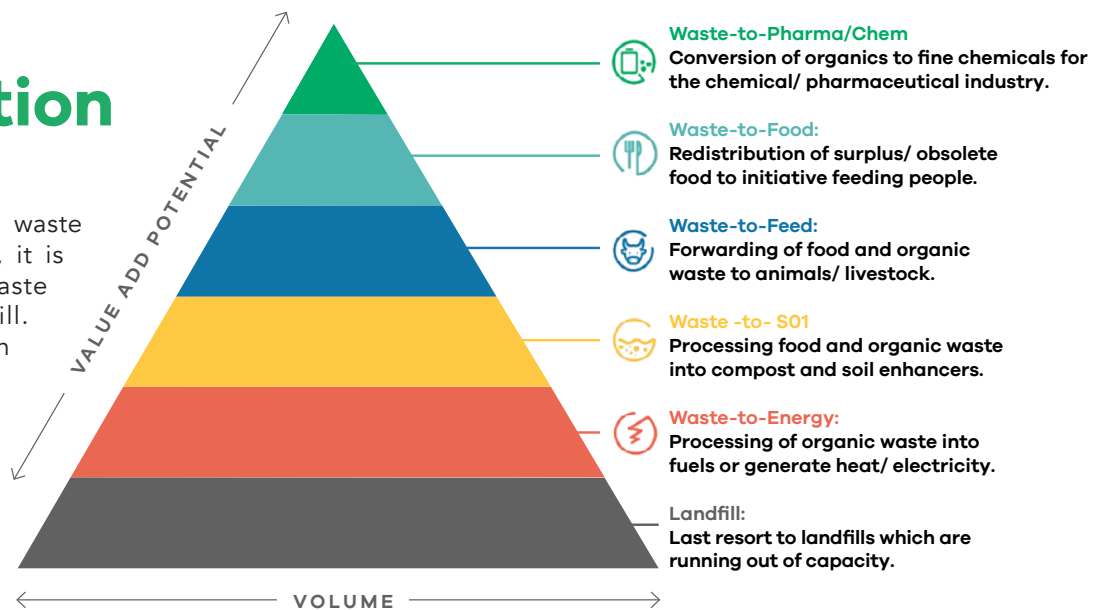 tion
waste
it is
aste
ill.
n
VALUE ADD POTENTIAL
Waste-to-Pharma/Chem
Conversion of organics to fine chemicals for
the chemical/ pharmaceutical industry.
Waste-to-Food:
Redistribution of surplus/ obsolete
food to initiative feeding people.
Waste-to-Feed:
Forwarding of food and organic
waste to animals/ livestock.
Waste -to- S01
Processing food and organic waste
into compost and soil enhancers.
Waste-to-Energy:
Processing of organic waste into
fuels or generate heat/ electricity.
Landfill:
Last resort to landfills which are
running out of capacity.
VOLUME